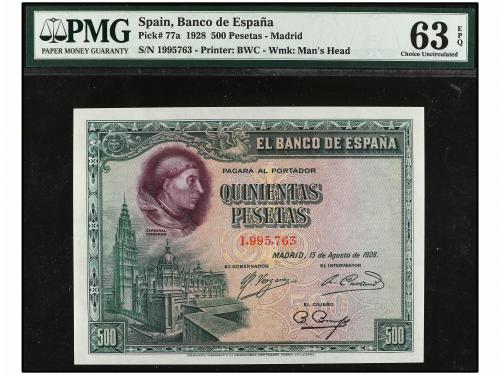 PMG
PAPER MONEY GUARANTY
Spain, Banco de España
Pick# 77a 1928 500 Pesetas - Madrid
S/N 1995763 - Printer: BWC - Wmk: Man's Head
63 EPQ
Choice Uncirculated
EL BANCO DE ESPAÑA
PAGARA AL PORTADOR
QUINIENTAS
PESETAS
CARDENAL
CISNEROS
1.995,763
MADRID, 15 de Agosto de 1928.
EL GOBERNADOR
EL INTERVENTOR
EL CAJERO
500
500